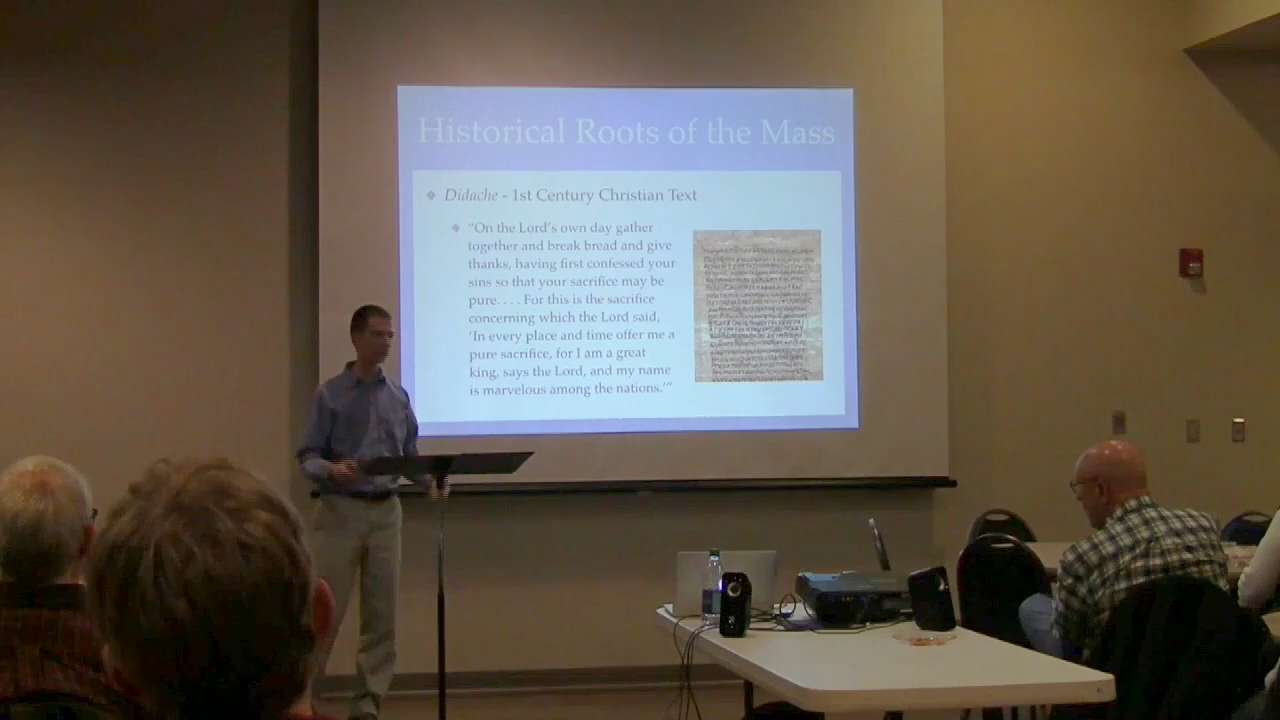 Historical Roots of the Mass
Didache - 1st Century Christian Text
“On the Lord’s own day gather
together and break bread and give
thanks, having first confessed your
sins so that your sacrifice may be
pure. . . . For this is the sacrifice
concerning which the Lord said,
‘In every place and time offer me a
pure sacrifice, for I am a great
king, says the Lord, and my name
is marvelous among the nations.’”